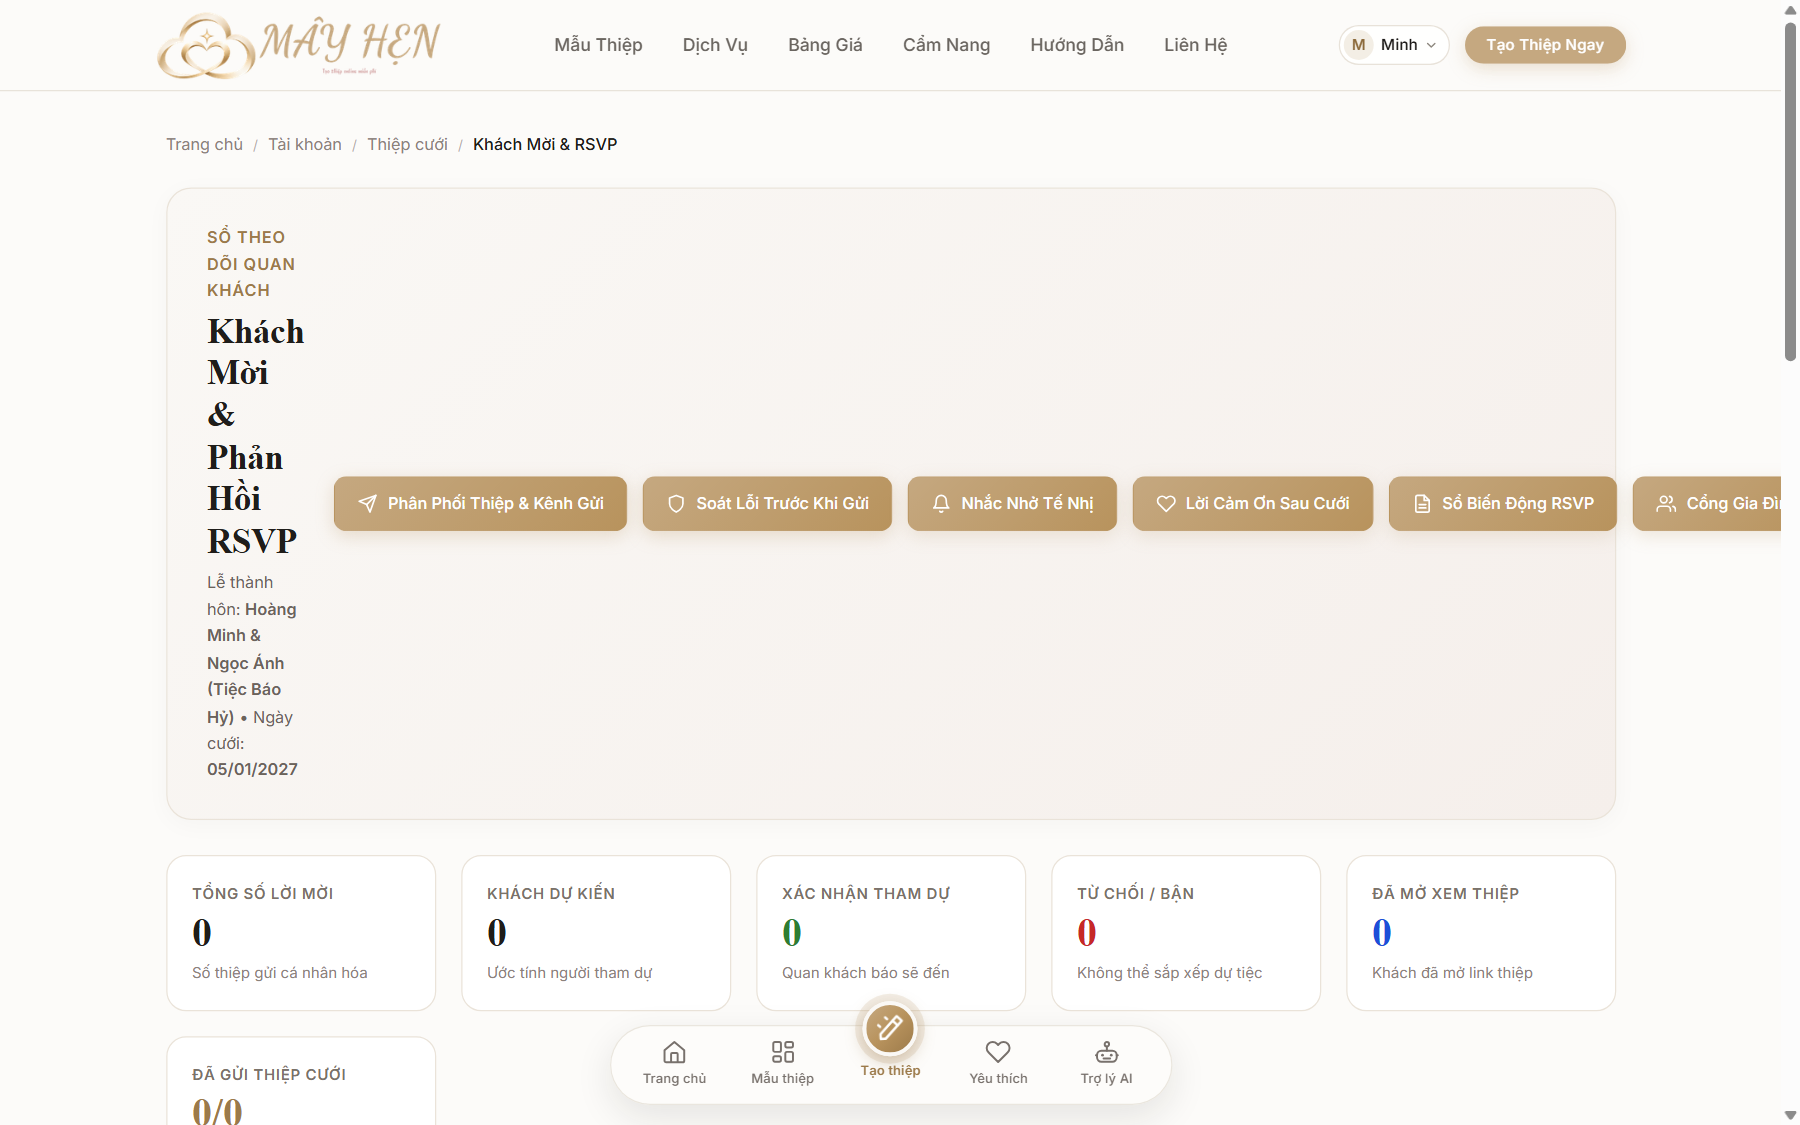 MÂY HẸN
Mẫu Thiệp
Dịch Vụ
Bảng Giá
Cẩm Nang
Hướng Dẫn
Liên Hệ
M Minh
Tạo Thiệp Ngay
Trang chủ / Tài khoản / Thiệp cưới / Khách Mời & RSVP
SỔ THEO
DÕI QUAN
KHÁCH
Khách
Mời
&
Phản
Hồi
RSVP
Lễ thành
hôn: Hoàng
Minh &
Ngọc Ánh
(Tiệc Báo
Hỷ) • Ngày
cưới:
05/01/2027
Phân Phối Thiệp & Kênh Gửi
Soát Lỗi Trước Khi Gửi
Nhắc Nhở Tế Nhị
Lời Cảm Ơn Sau Cưới
Sổ Biến Động RSVP
Cổng Gia
TỔNG SỐ LỜI MỜI
0
Số thiệp gửi cá nhân hóa
KHÁCH DỰ KIẾN
0
Ước tính người tham dự
XÁC NHẬN THAM DỰ
0
Quan khách báo sẽ đến
TỪ CHỐI / BẬN
0
Không thể sắp xếp dự tiệc
ĐÃ MỞ XEM THIỆP
0
Khách đã mở link thiệp
ĐÃ GỬI THIỆP CƯỚI
0/0
Trang chủ
Mẫu thiệp
Tạo thiệp
Yêu thích
Trợ lý AI